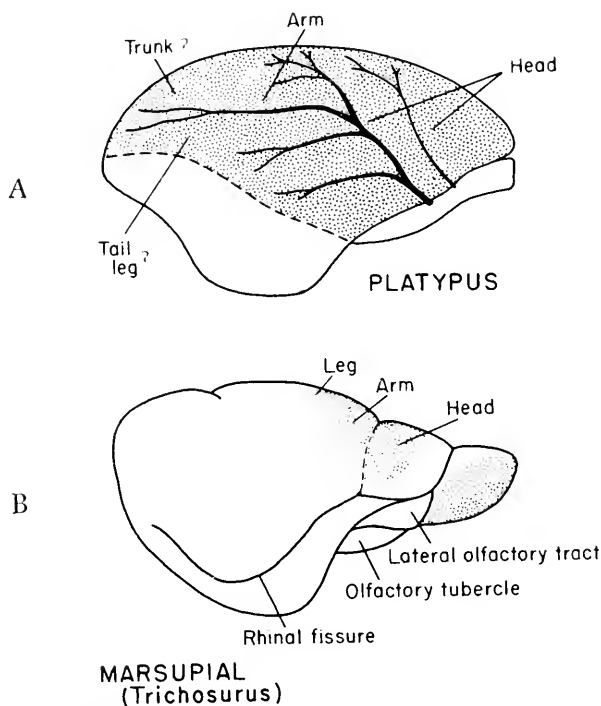 A
Trunk ?
Arm
Head
Tail
leg ?
PLATYPUS
B
Leg
Arm
Head
Lateral olfactory tract
Olfactory tubercle
Rhinal fissure
MARSUPIAL
(Trichosurus)